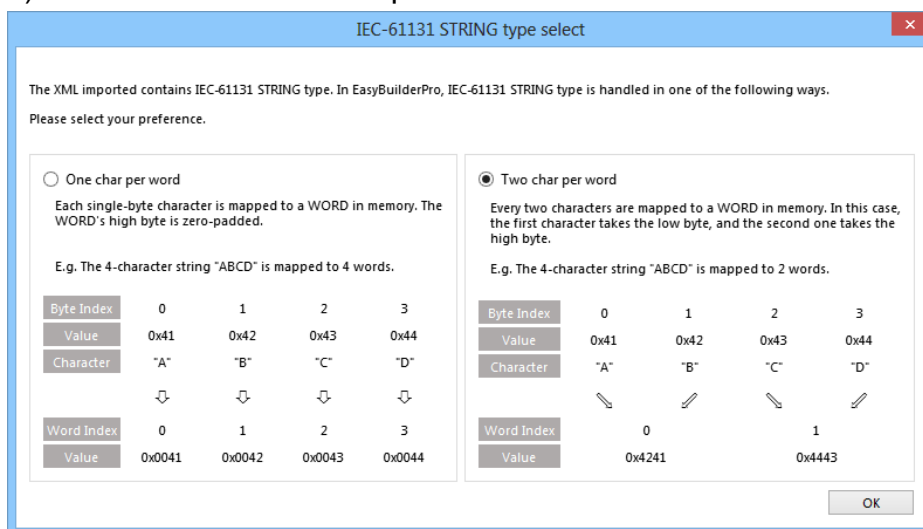 IEC-61131 STRING type select
The XML imported contains IEC-61131 STRING type. In EasyBuilderPro, IEC-61131 STRING type is handled in one of the following ways.
Please select your preference.
One char per word
Each single-byte character is mapped to a WORD in memory. The
WORD's high byte is zero-padded.
E.g. The 4-character string "ABCD" is mapped to 4 words.
Byte Index 0 1 2 3
Value 0x41 0x42 0x43 0x44
Character "A" "B" "C" "D"
Word Index 0 1 2 3
Value 0x0041 0x0042 0x0043 0x0044
Two char per word
Every two characters are mapped to a WORD in memory. In this case,
the first character takes the low byte, and the second one takes the
high byte.
E.g. The 4-character string "ABCD" is mapped to 2 words.
Byte Index 0 1 2 3
Value 0x41 0x42 0x43 0x44
Character "A" "B" "C" "D"
Word Index 0 1
Value 0x4241 0x4443
OK